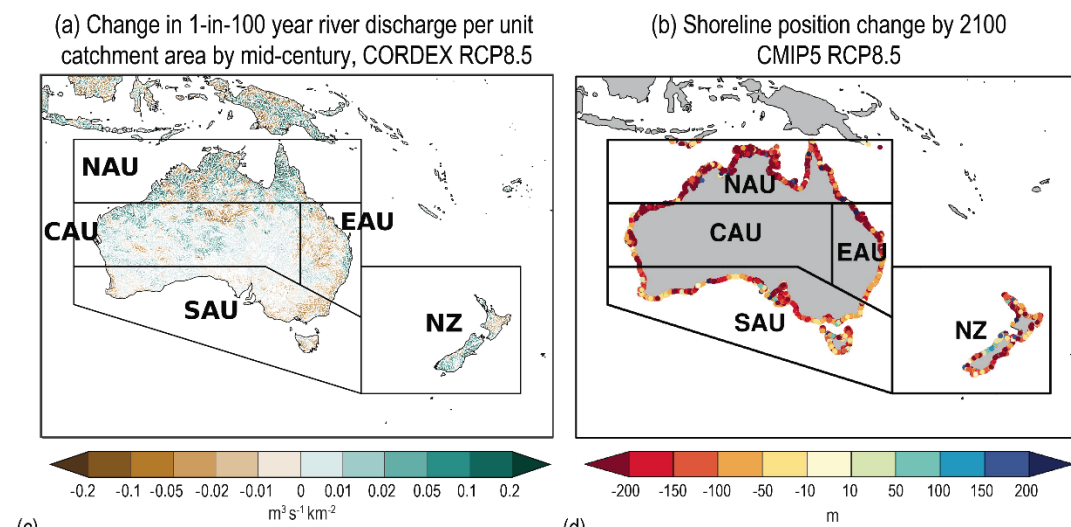 (a) Change in 1-in-100 year river discharge per unit
catchment area by mid-century, CORDEX RCP8.5
NAU
CAU
EAU
SAU
NZ
-0.2 -0.1 -0.05 -0.02 -0.01 0 0.01 0.02 0.05 0.1 0.2
m³ s⁻¹ km⁻²
(c)
(b) Shoreline position change by 2100
CMIP5 RCP8.5
NAU
CAU
EAU
SAU
NZ
-200 -150 -100 -50 -10 10 50 100 150 200
m
(d)